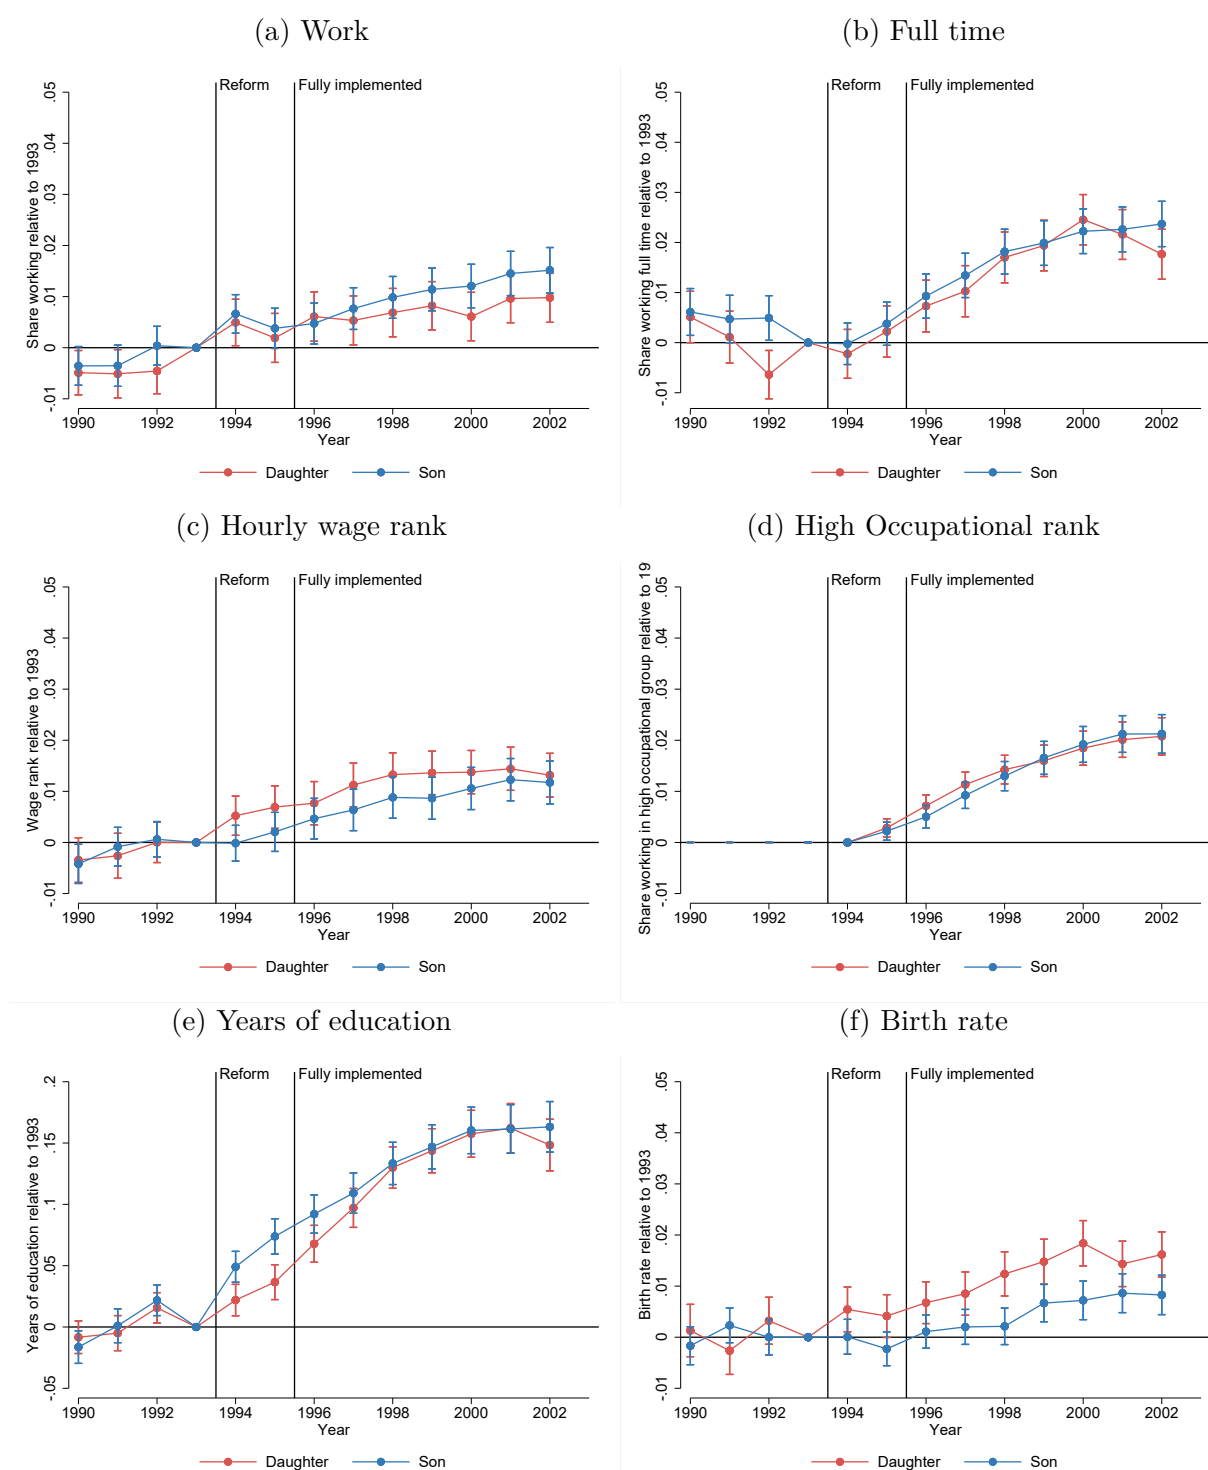 (a) Work
Reform
Fully implemented
Share working relative to 1993
.05
.04
.03
.02
.01
0
-.01
1990
1992
1994
1996
1998
2000
2002
Year
Daughter
Son
(b) Full time
Reform
Fully implemented
Share working full time relative to 1993
.05
.04
.03
.02
.01
0
-.01
1990
1992
1994
1996
1998
2000
2002
Year
Daughter
Son
(c) Hourly wage rank
Reform
Fully implemented
Wage rank relative to 1993
.05
.04
.03
.02
.01
0
-.01
1990
1992
1994
1996
1998
2000
2002
Year
Daughter
Son
(d) High Occupational rank
Reform
Fully implemented
Share working in high occupational group relative to 19
.05
.04
.03
.02
.01
0
-.01
1990
1992
1994
1996
1998
2000
2002
Year
Daughter
Son
(e) Years of education
Reform
Fully implemented
Years of education relative to 1993
.2
.15
.1
.05
0
-.05
1990
1992
1994
1996
1998
2000
2002
Year
Daughter
Son
(f) Birth rate
Reform
Fully implemented
Birth rate relative to 1993
.05
.04
.03
.02
.01
0
-.01
1990
1992
1994
1996
1998
2000
2002
Year
Daughter
Son